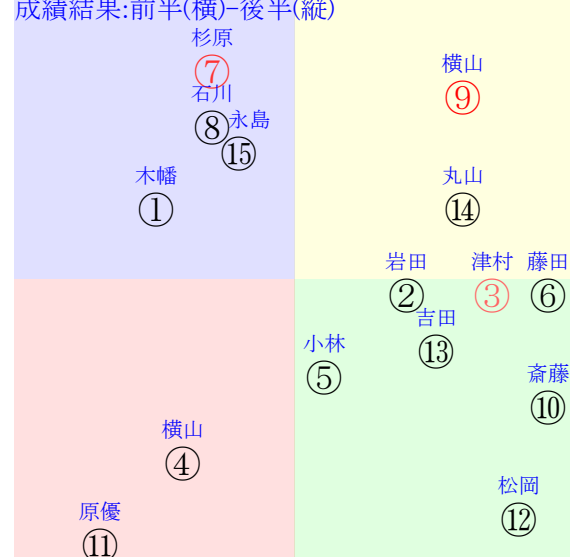 成績結果:前半(横)-後半(縦)
杉原
⑦
横山
⑨
石川
⑧
永島
⑮
木幡
①
丸山
⑭
岩田
②
津村
③
藤田
⑥
吉田
⑬
小林
⑤
斎藤
⑩
横山
④
松岡
⑫
原優
⑪